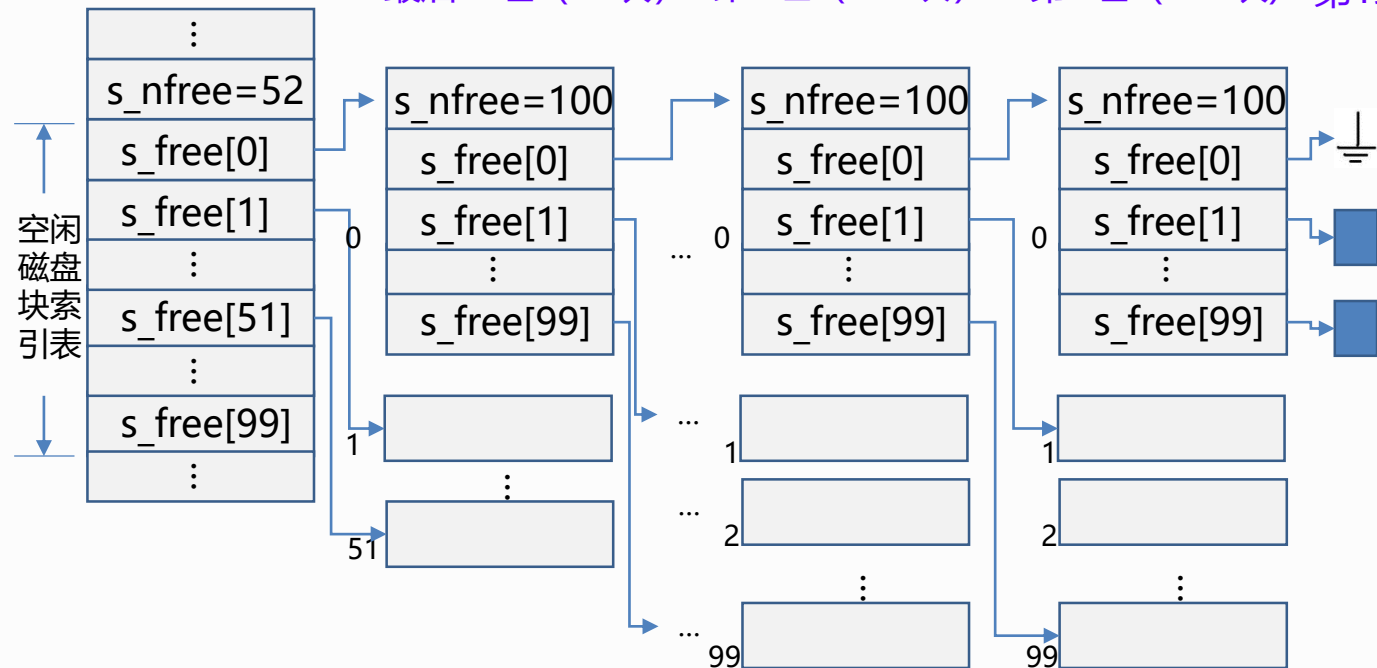 ⋮
s_nfree=52
s_free[0]
s_free[1]
⋮
s_free[51]
⋮
s_free[99]
⋮
空闲
磁盘
块索
引表
s_nfree=100
s_free[0]
s_free[1]
⋮
s_free[99]
0
1
⋮
51
...
...
...
...
s_nfree=100
s_free[0]
s_free[1]
⋮
s_free[99]
0
1
2
⋮
99
s_nfree=100
s_free[0]
s_free[1]
⋮
s_free[99]
0
1
2
⋮
99